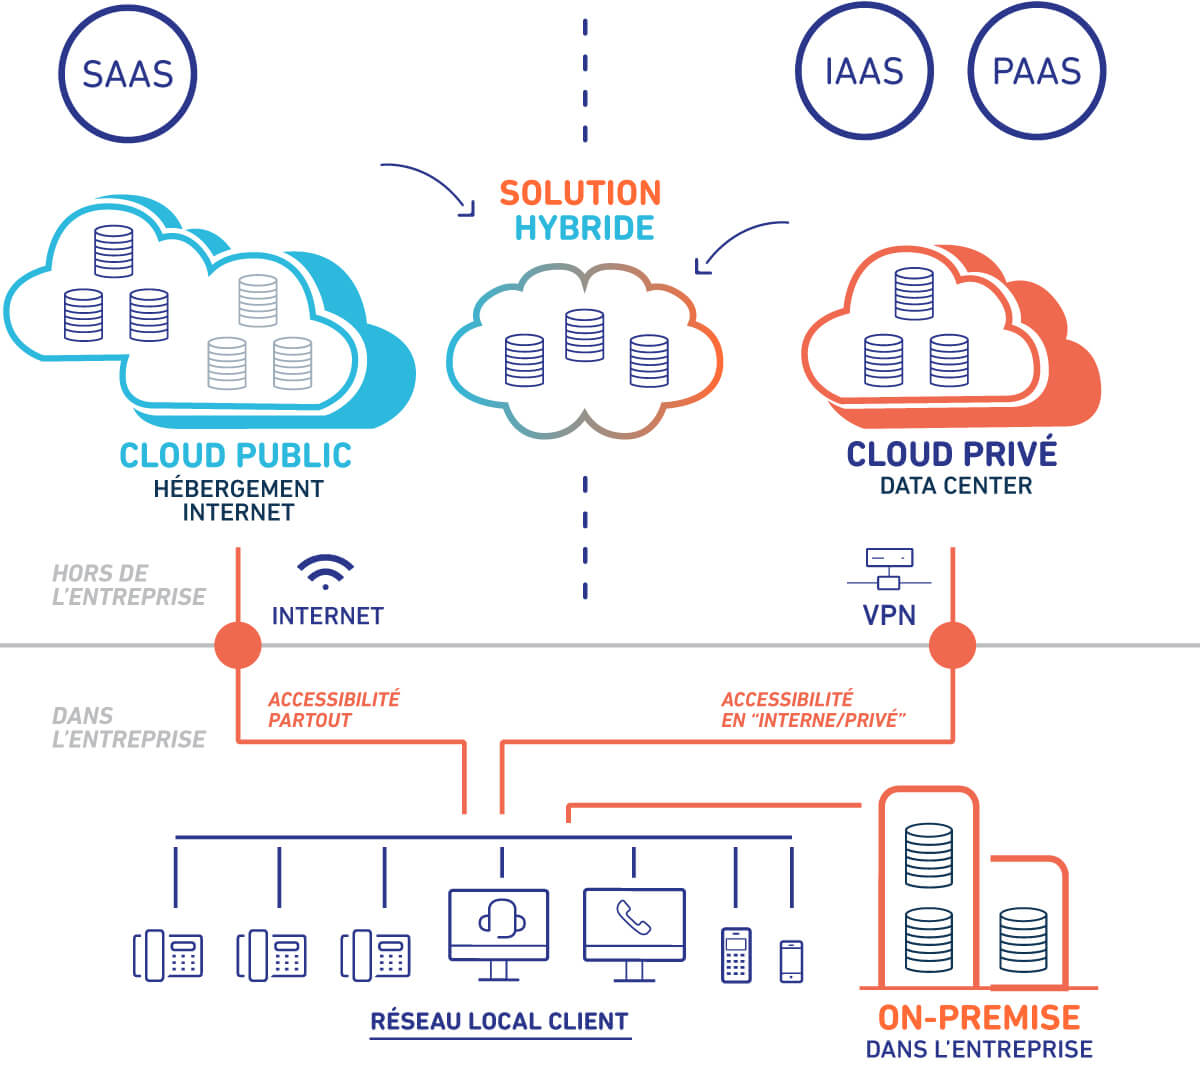 SAAS
IAAS
PAAS
SOLUTION
HYBRIDE
CLOUD PUBLIC
HÉBERGEMENT
INTERNET
CLOUD PRIVÉ
DATA CENTER
HORS DE
L'ENTREPRISE
INTERNET
VPN
DANS
L'ENTREPRISE
ACCESSIBILITÉ
PARTOUT
ACCESSIBILITÉ
EN “INTERNE/PRIVÉ”
RÉSEAU LOCAL CLIENT
ON-PREMISE
DANS L'ENTREPRISE